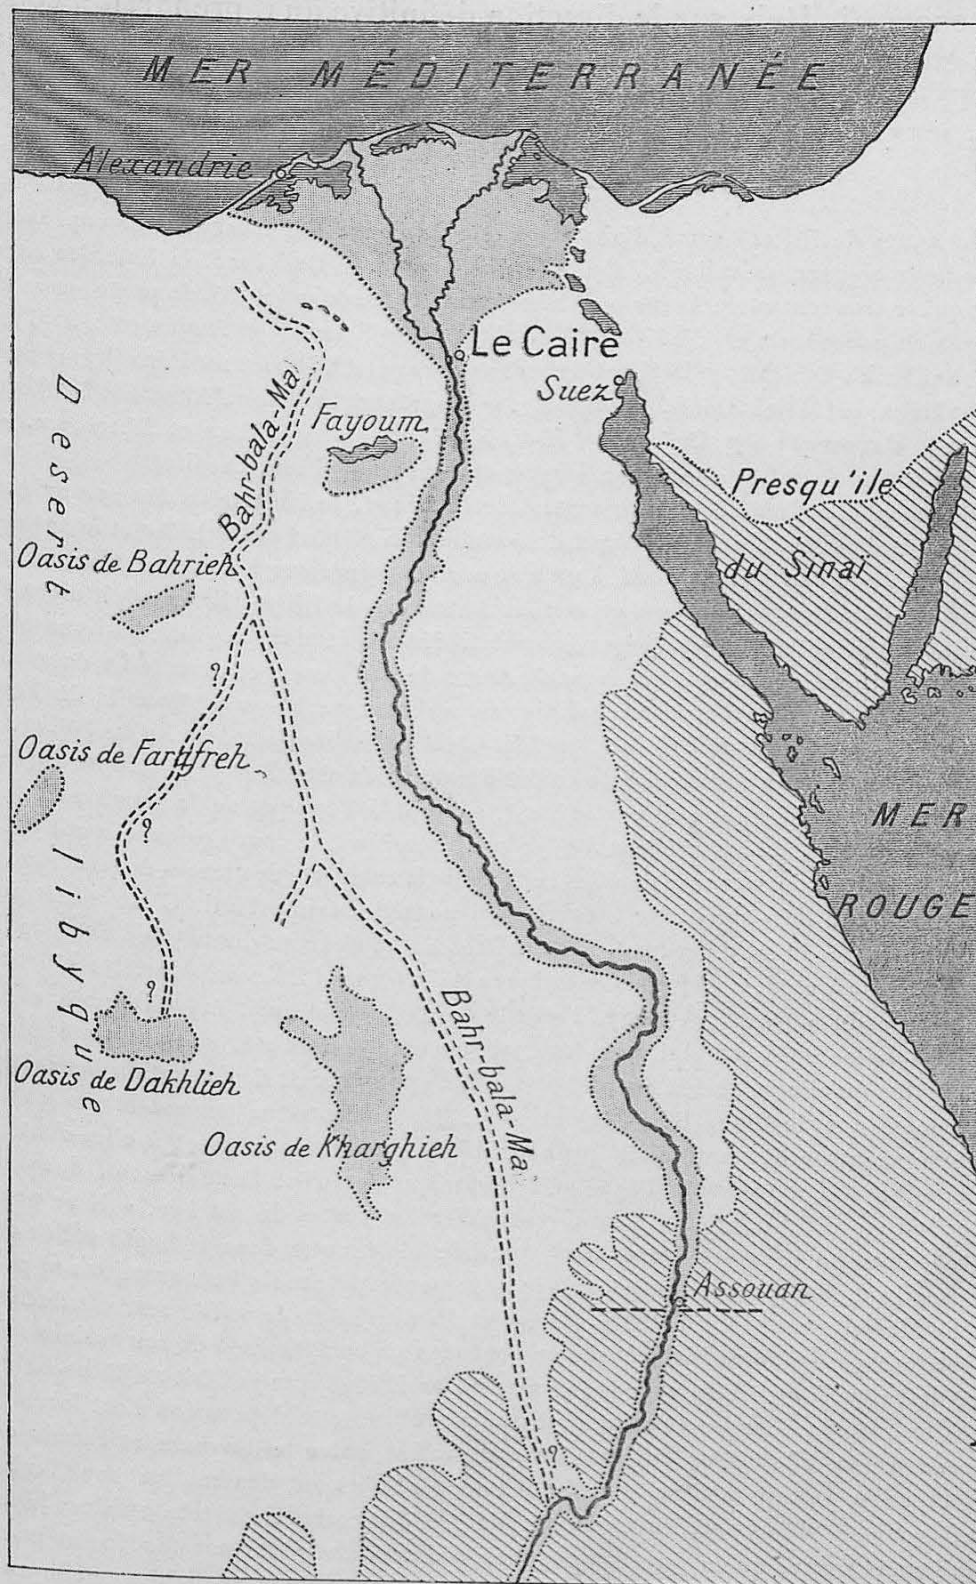 MER MÉDITERRANÉE
Alexandrie
Le Caire
Suez
Fayoum
Bahr-bala-Ma
Presqu'ile
du Sinaï
Desert
libyque
Oasis de Bahrieh
?
Oasis de Farafreh
?
MER
ROUGE
?
Oasis de Dakhlieh
Bahr-bala-Ma
Oasis de Kharghieh
Assouan
?